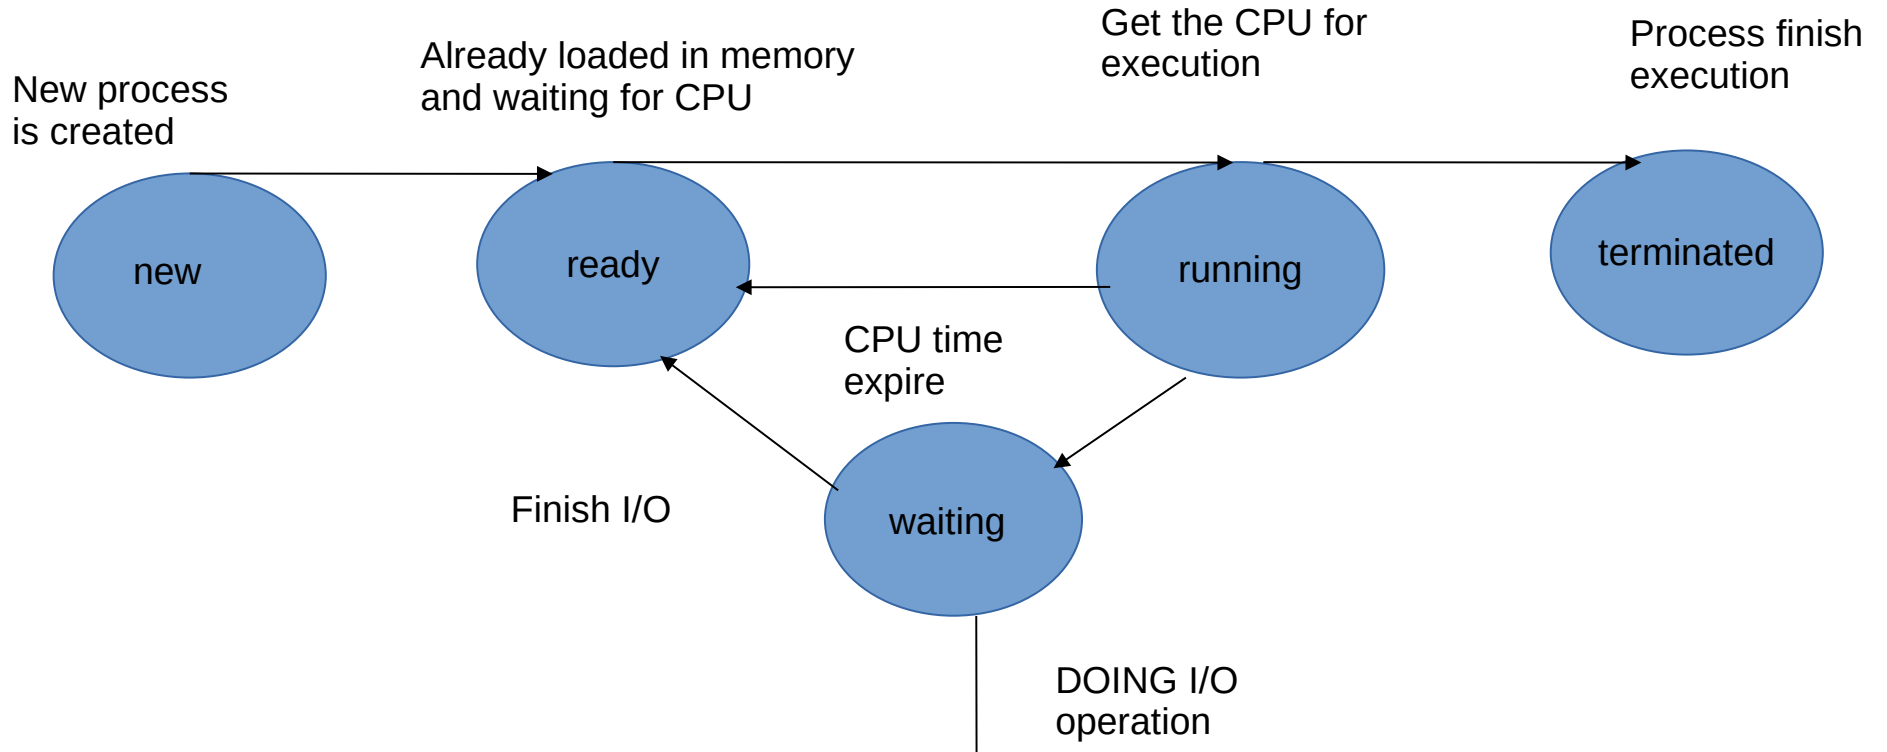 Get the CPU for
execution
Process finish
execution
Already loaded in memory
and waiting for CPU
New process
is created
new
ready
running
terminated
CPU time
expire
Finish I/O
waiting
DOING I/O
operation